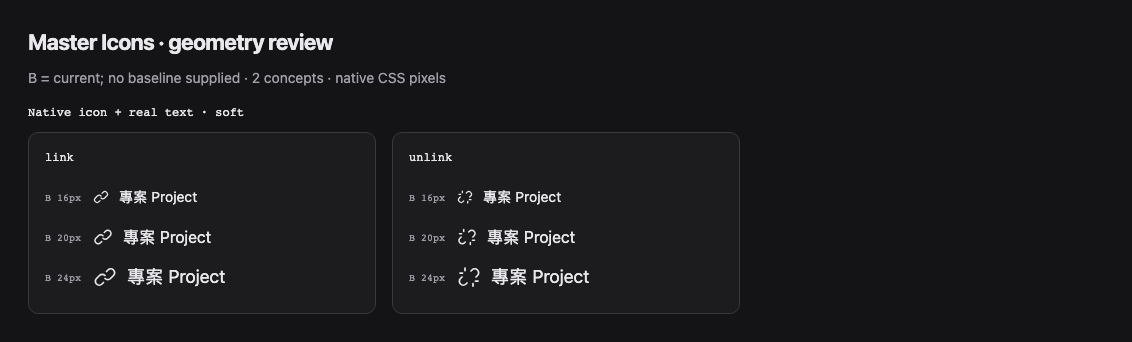 Master Icons · geometry review
B = current; no baseline supplied · 2 concepts · native CSS pixels
Native icon + real text · soft
link
B 16px 專案 Project
B 20px 專案 Project
B 24px 專案 Project
unlink
B 16px 專案 Project
B 20px 專案 Project
B 24px 專案 Project